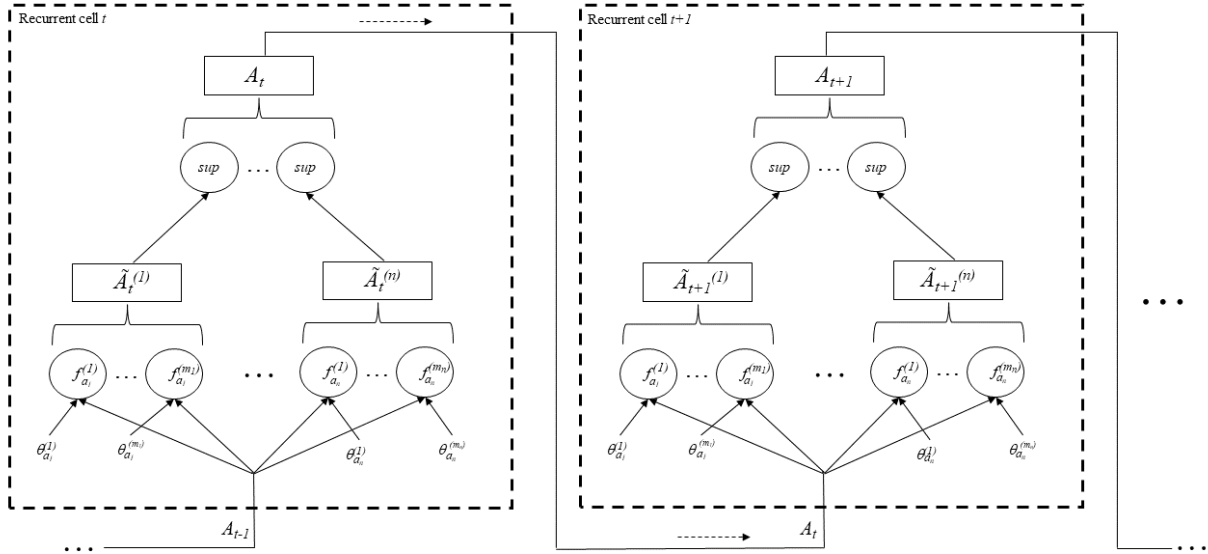 Recurrent cell t
Recurrent cell t+1
A_t
A_{t+1}
sup ... sup
sup ... sup
Ã_t^{(1)}
Ã_t^{(n)}
Ã_{t+1}^{(1)}
Ã_{t+1}^{(n)}
...
f_{a_1}^{(1)} ... f_{a_1}^{(m_1)} ... f_{a_n}^{(1)} ... f_{a_n}^{(m_n)}
f_{a_1}^{(1)} ... f_{a_1}^{(m_1)} ... f_{a_n}^{(1)} ... f_{a_n}^{(m_n)}
θ_{a_1}^{(1)} θ_{a_1}^{(m_1)} θ_{a_n}^{(1)} θ_{a_n}^{(m_n)}
θ_{a_1}^{(1)} θ_{a_1}^{(m_1)} θ_{a_n}^{(1)} θ_{a_n}^{(m_n)}
... A_{t-1}
A_t ...